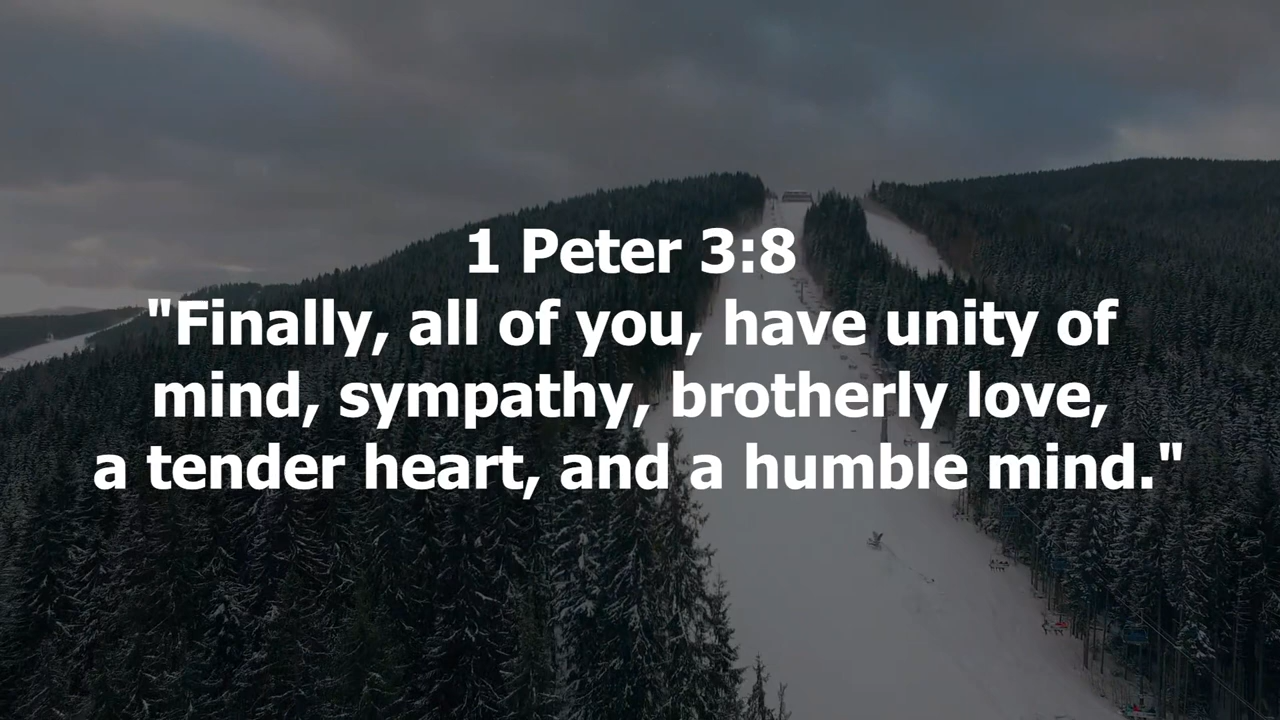 1 Peter 3:8
"Finally, all of you, have unity of
mind, sympathy, brotherly love,
a tender heart, and a humble mind."